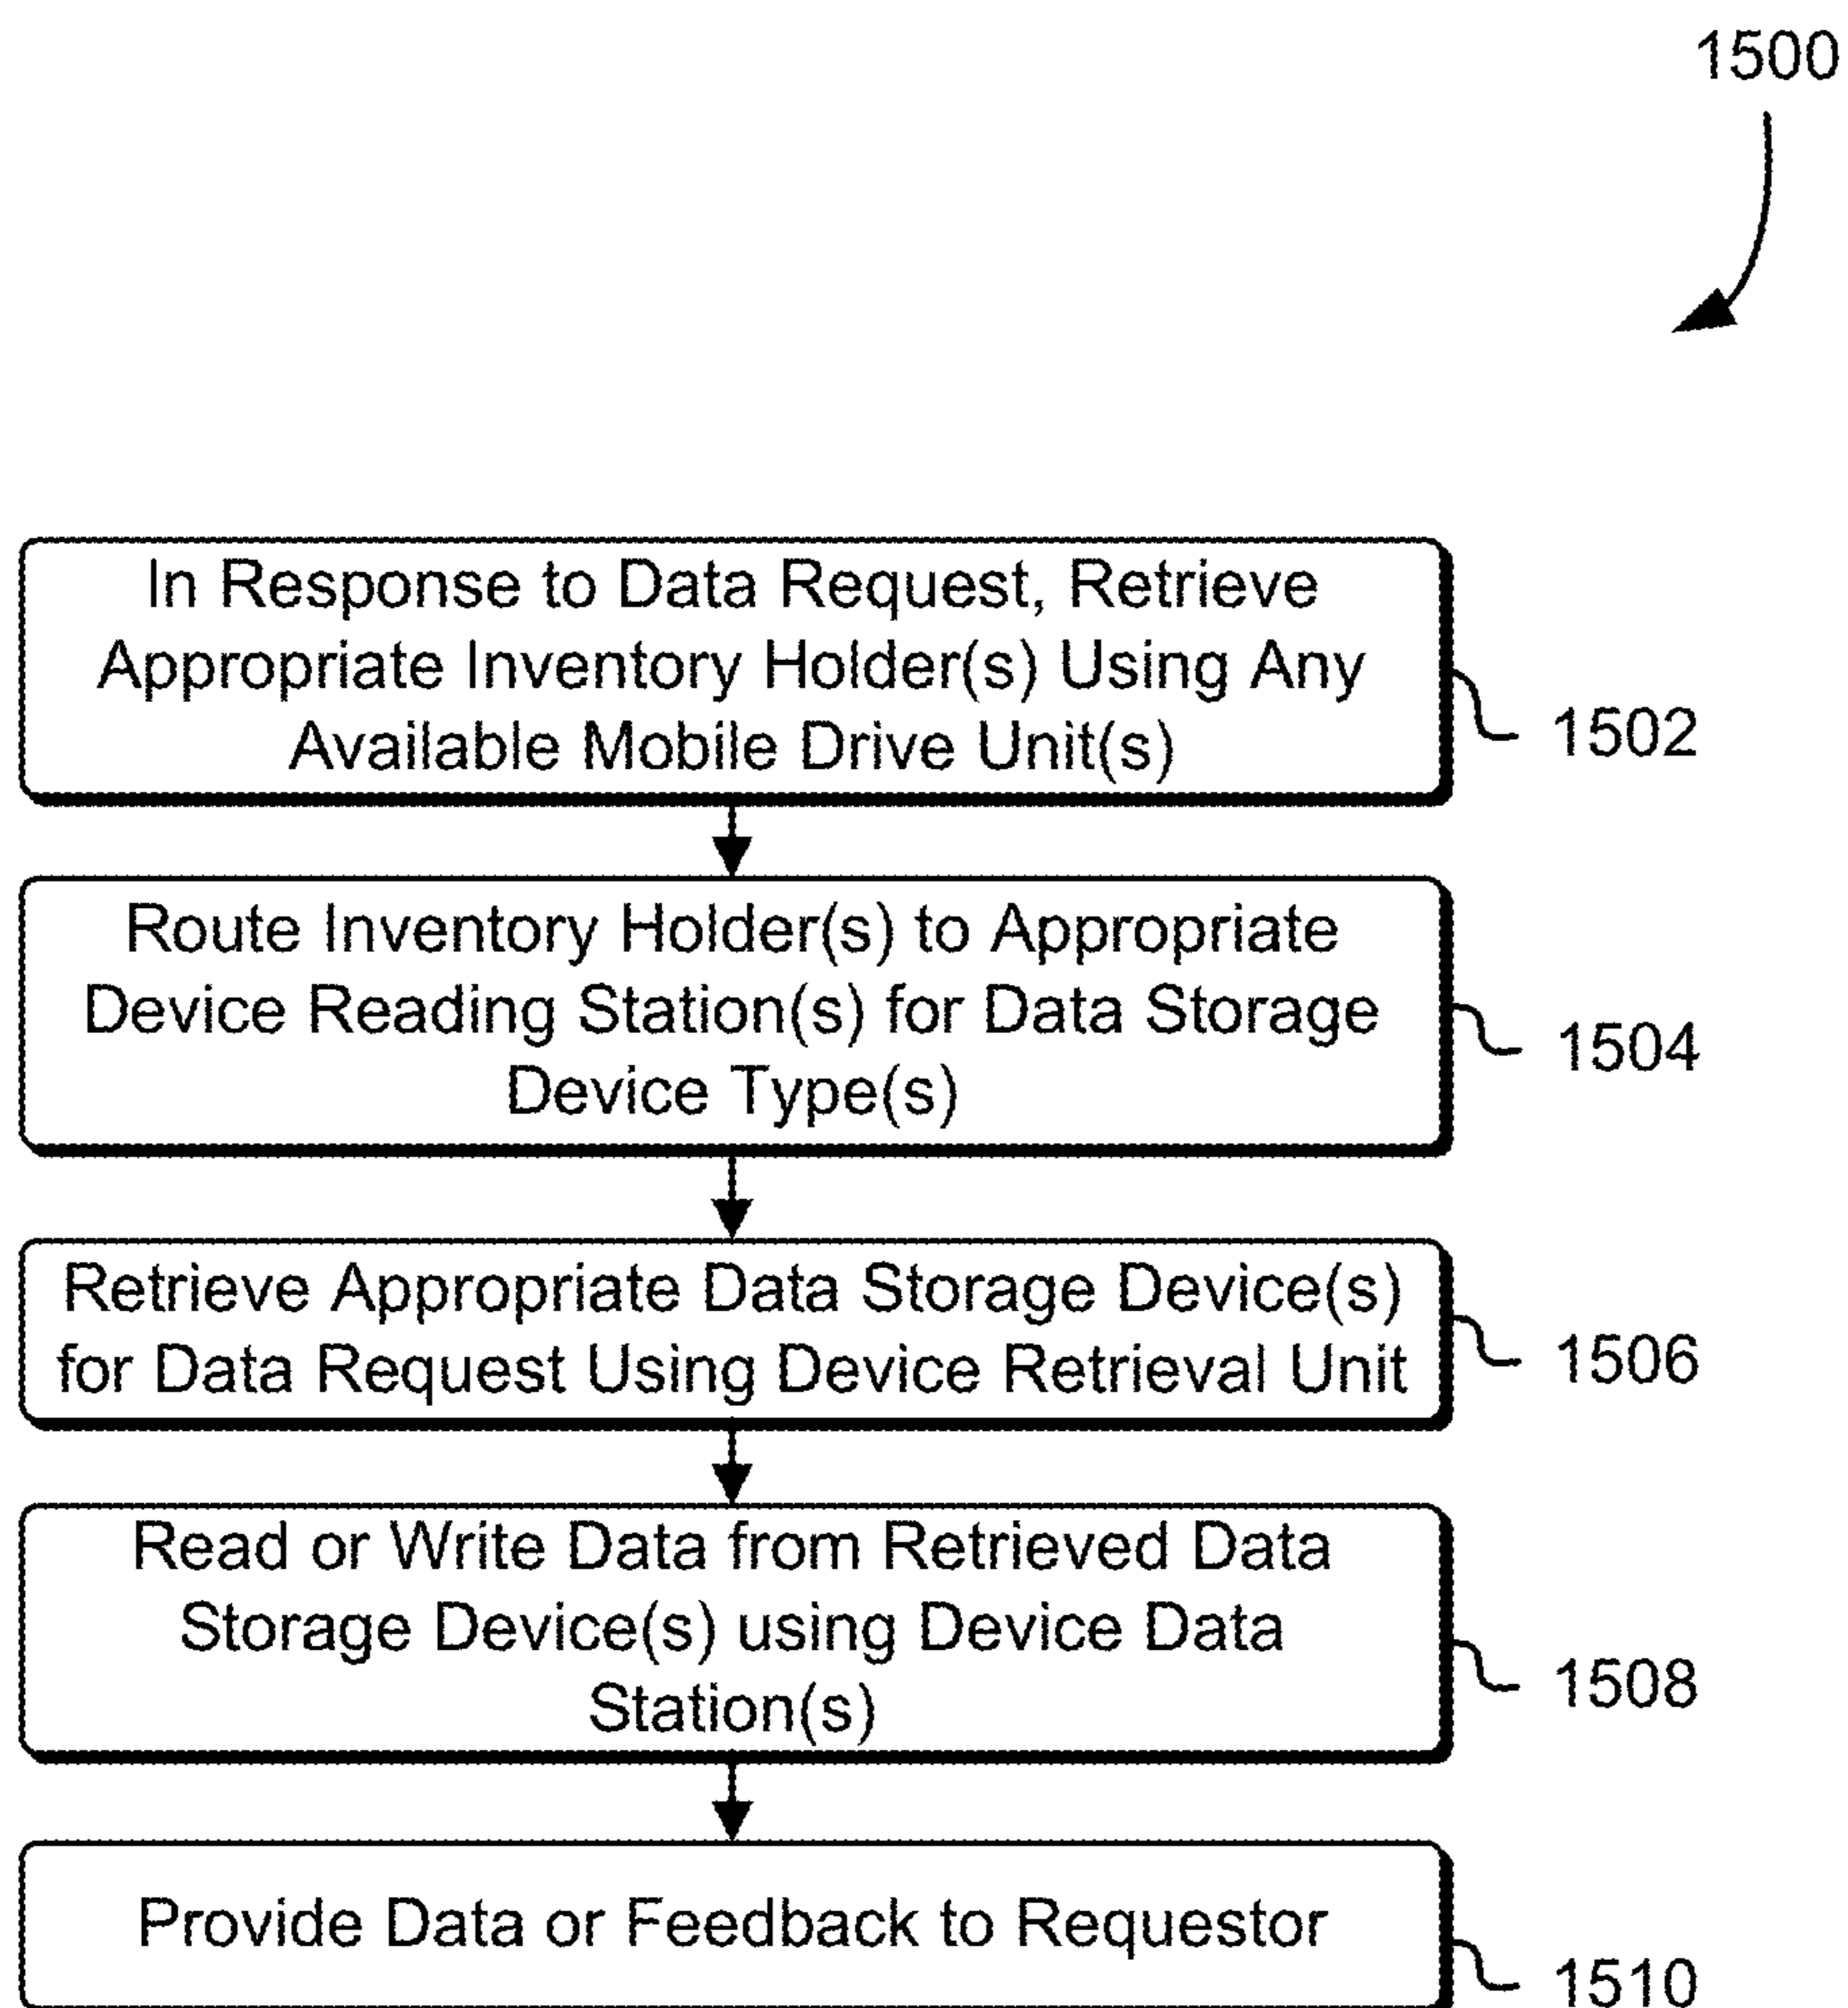 1500
In Response to Data Request, Retrieve
Appropriate Inventory Holder(s) Using Any
Available Mobile Drive Unit(s)
1502
Route Inventory Holder(s) to Appropriate
Device Reading Station(s) for Data Storage
Device Type(s)
1504
Retrieve Appropriate Data Storage Device(s)
for Data Request Using Device Retrieval Unit
1506
Read or Write Data from Retrieved Data
Storage Device(s) using Device Data
Station(s)
1508
Provide Data or Feedback to Requestor
1510